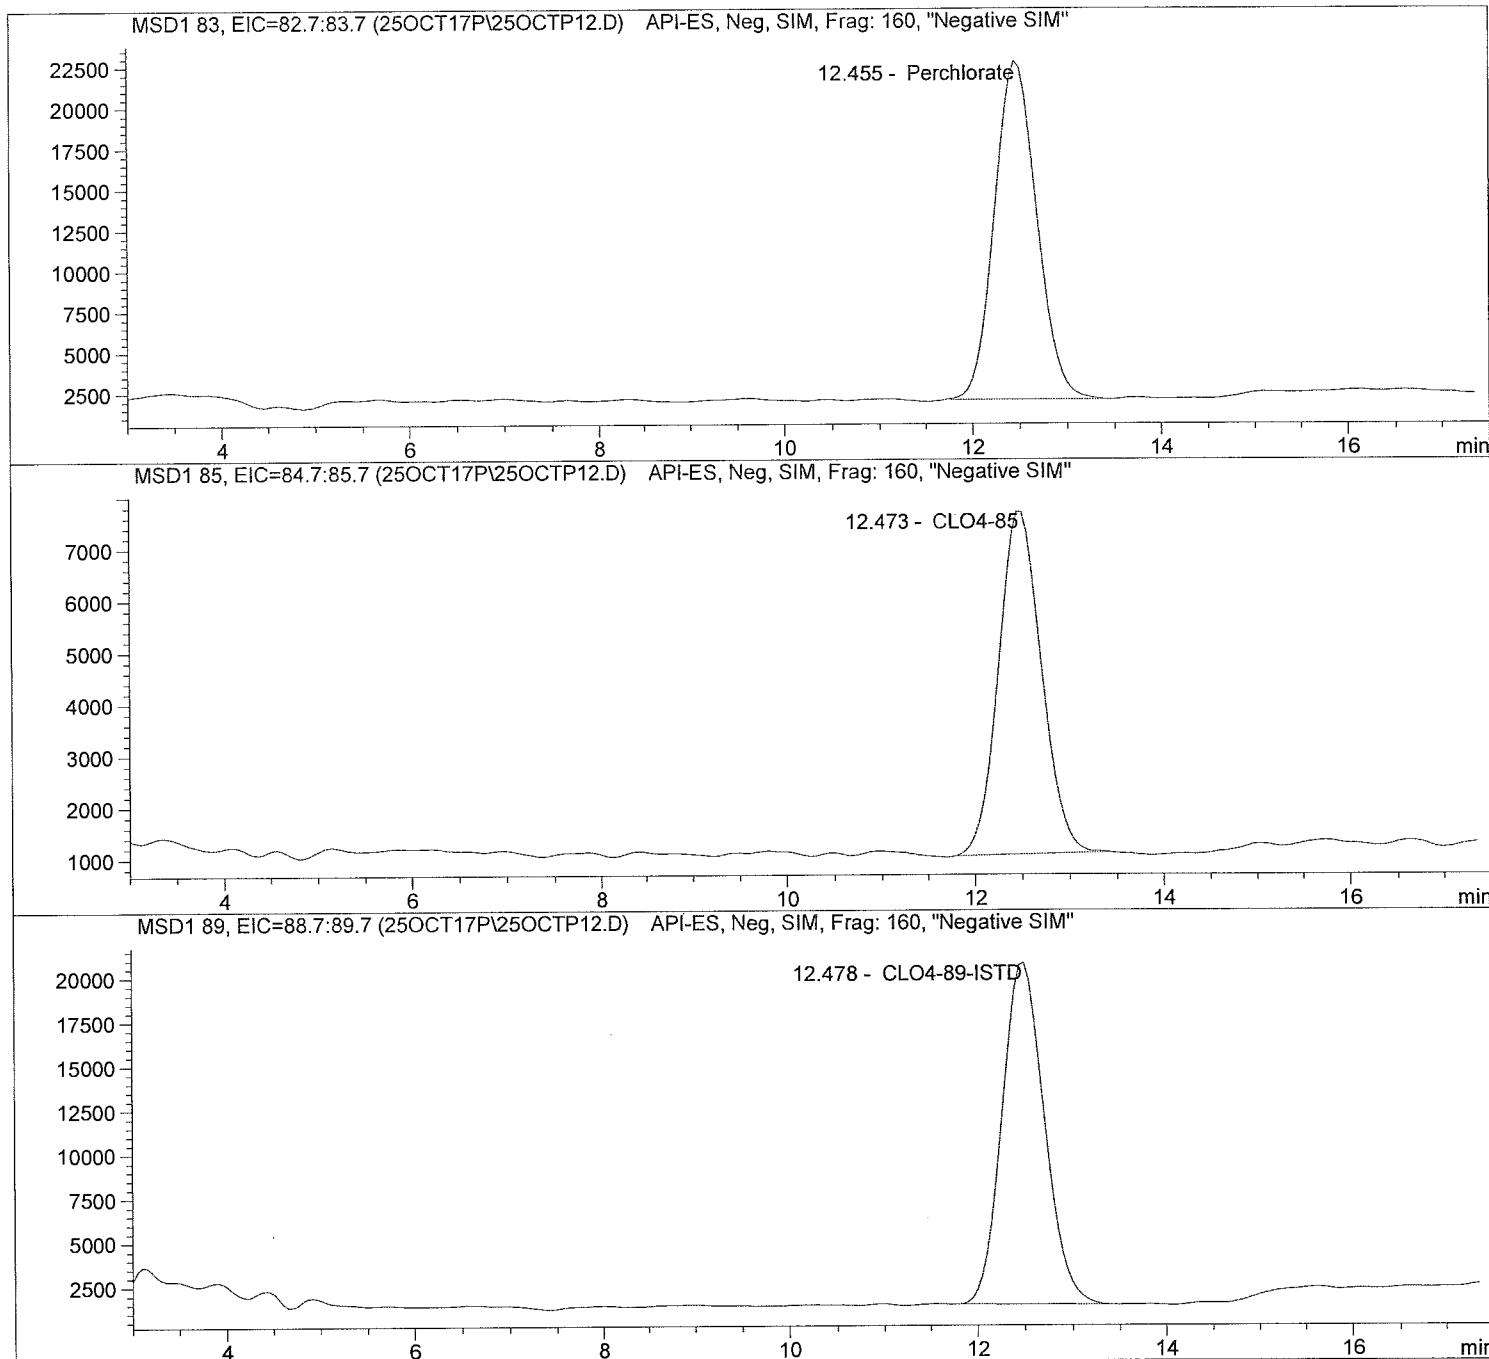 MSD1 83, EIC=82.7:83.7 (25OCT17P\25OCTP12.D) API-ES, Neg, SIM, Frag: 160, "Negative SIM"
12.455 - Perchlorate
22500
20000
17500
15000
12500
10000
7500
5000
2500
4 6 8 10 12 14 16 min
MSD1 85, EIC=84.7:85.7 (25OCT17P\25OCTP12.D) API-ES, Neg, SIM, Frag: 160, "Negative SIM"
12.473 - CLO4-85
7000
6000
5000
4000
3000
2000
1000
4 6 8 10 12 14 16 min
MSD1 89, EIC=88.7:89.7 (25OCT17P\25OCTP12.D) API-ES, Neg, SIM, Frag: 160, "Negative SIM"
12.478 - CLO4-89-ISTD
20000
17500
15000
12500
10000
7500
5000
2500
4 6 8 10 12 14 16 min